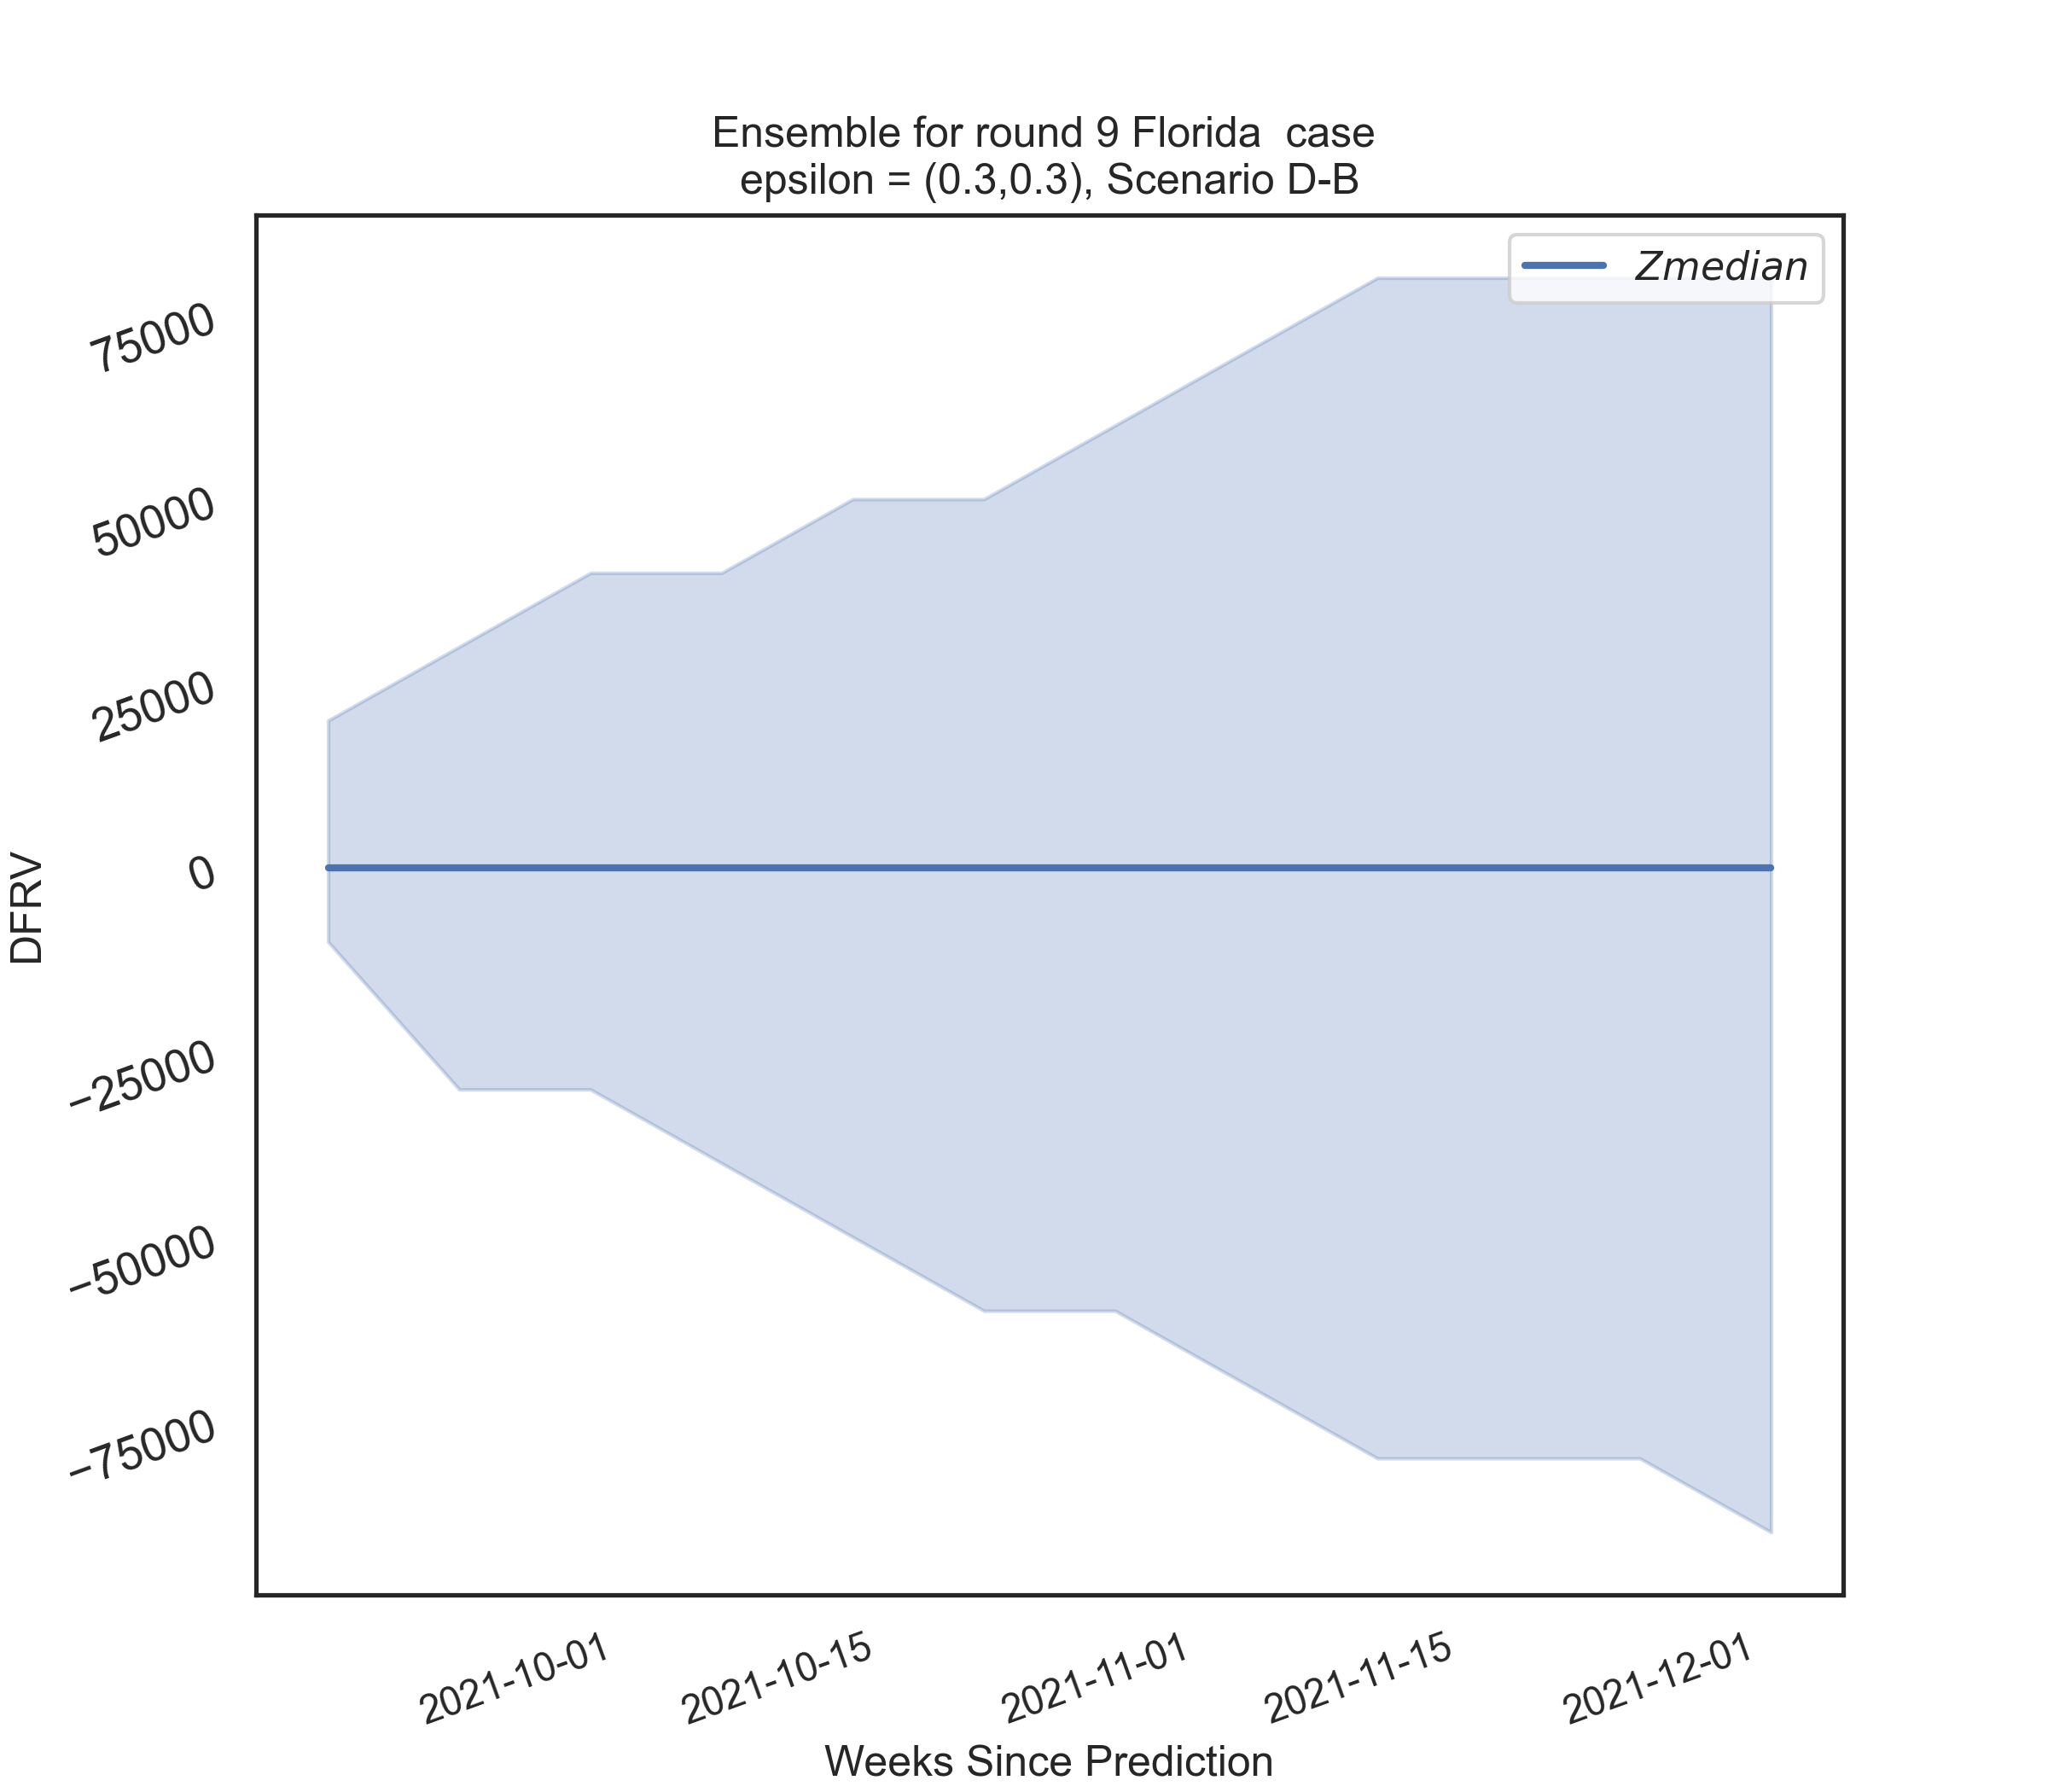 Ensemble for round 9 Florida  case
epsilon = (0.3,0.3), Scenario D-B
Zmedian
75000
50000
25000
0
−25000
−50000
−75000
DFRV
2021-10-01
2021-10-15
2021-11-01
2021-11-15
2021-12-01
Weeks Since Prediction